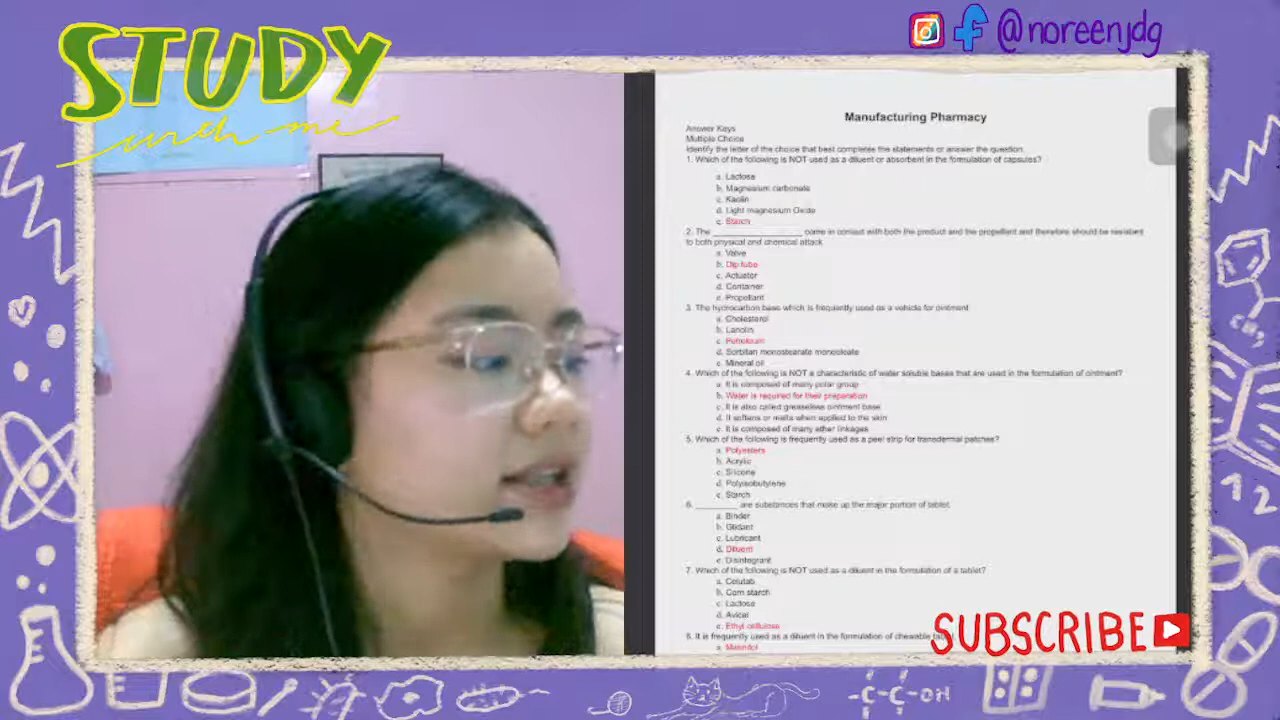 STUDY
with me
@noreenjdg
Manufacturing Pharmacy
Answer Keys
Multiple Choice
Identify the letter of the choice that best completes the statements or answer the question.
1. Which of the following is NOT used as a diluent or absorbent in the formulation of capsules?
a. Lactose
b. Magnesium carbonate
c. Kaolin
d. Light magnesium Oxide
e. Starch
2. The ____________________ come in contact with both the product and the propellant and therefore should be resistant
to both physical and chemical attack
a. Valve
b. Dip tube
c. Actuator
d. Container
e. Propellant
3. The hydrocarbon base which is frequently used as a vehicle for ointment
a. Cholesterol
b. Lanolin
c. Petroleum
d. Sorbitan monostearate monooleate
e. Mineral oil
4. Which of the following is NOT a characteristic of water soluble bases that are used in the formulation of ointment?
a. It is composed of many polar group
b. Water is required for their preparation
c. It is also called greaseless ointment base
d. It softens or melts when applied to the skin
e. It is composed of many ether linkages
5. Which of the following is frequently used as a peel strip for transdermal patches?
a. Polyesters
b. Acrylic
c. Silicone
d. Polyisobutylene
e. Starch
6. _________ are substances that make up the major portion of tablet
a. Binder
b. Glidant
c. Lubricant
d. Diluent
e. Disintegrant
7. Which of the following is NOT used as a diluent in the formulation of a tablet?
a. Celutab
b. Corn starch
c. Lactose
d. Avicel
e. Ethyl cellulose
8. It is frequently used as a diluent in the formulation of chewable
a. Mannitol
SUBSCRIBE
-C-C-OH